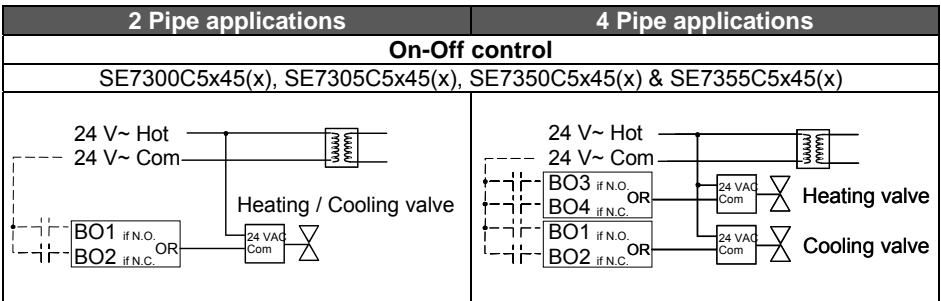 2 Pipe applications
4 Pipe applications
On-Off control
SE7300C5x45(x), SE7305C5x45(x), SE7350C5x45(x) & SE7355C5x45(x)
24 V~ Hot
24 V~ Com
Heating / Cooling valve
BO1 if N.O.
OR
BO2 if N.C.
24 VAC
Com
24 V~ Hot
24 V~ Com
BO3 if N.O.
OR
BO4 if N.C.
24 VAC
Com
Heating valve
BO1 if N.O.
OR
BO2 if N.C.
24 VAC
Com
Cooling valve